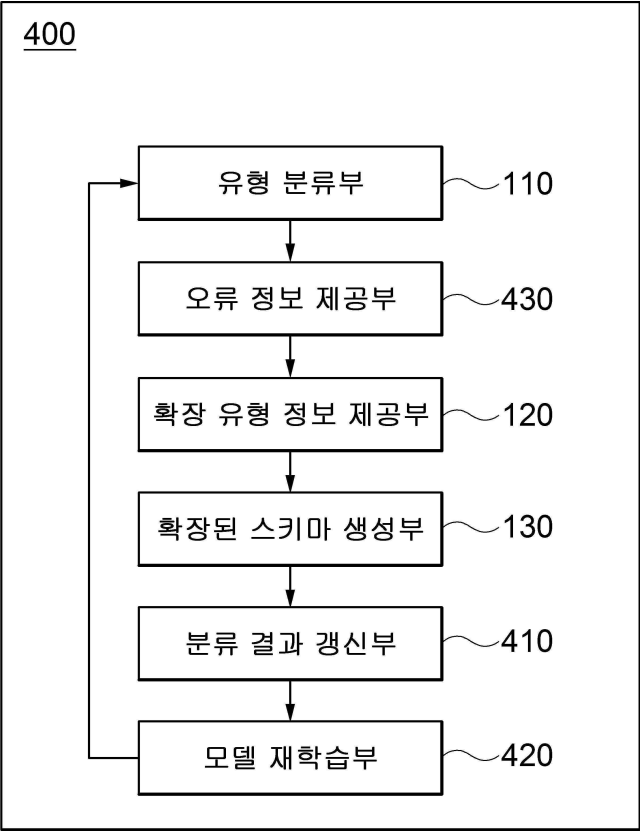 400
유형 분류부 110
오류 정보 제공부 430
확장 유형 정보 제공부 120
확장된 스키마 생성부 130
분류 결과 갱신부 410
모델 재학습부 420